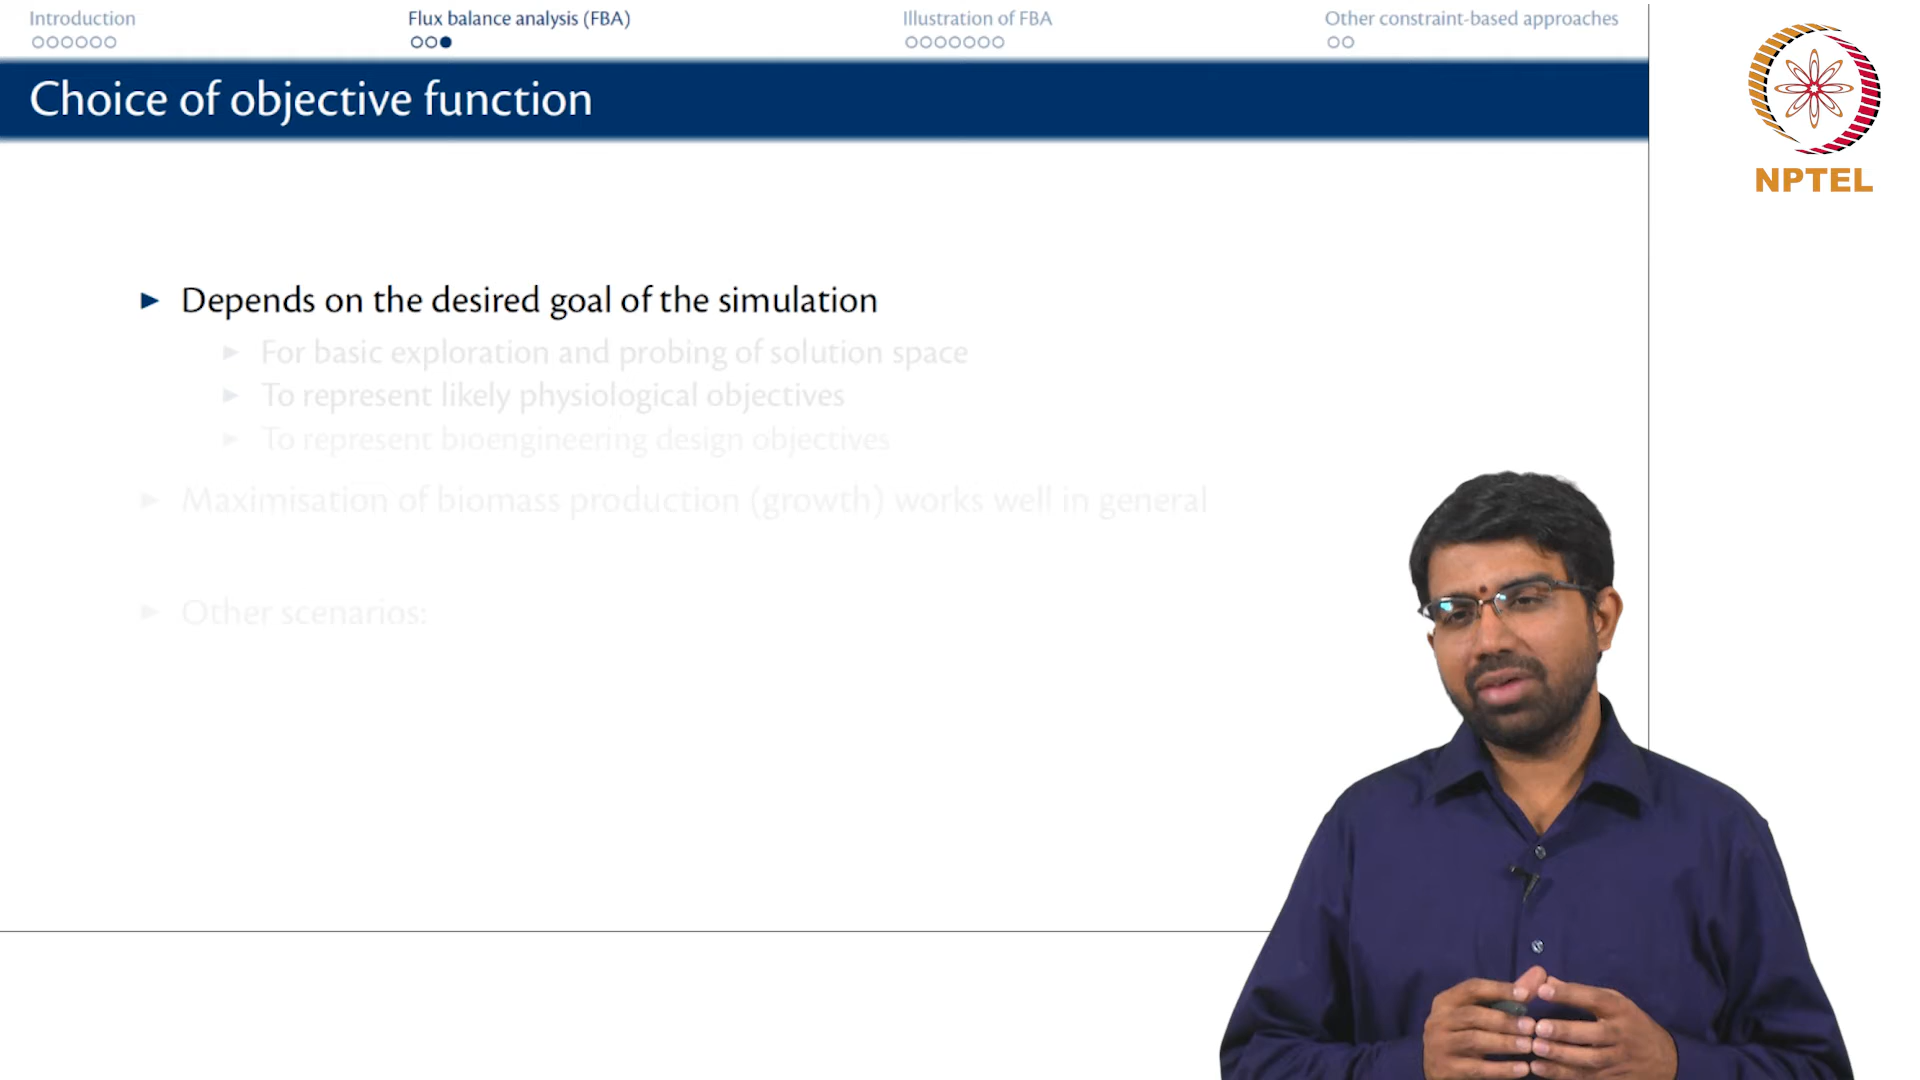 Introduction
Flux balance analysis (FBA)
Illustration of FBA
Other constraint-based approaches
Choice of objective function
NPTEL
Depends on the desired goal of the simulation
For basic exploration and probing of solution space
To represent likely physiological objectives
To represent bioengineering design objectives
Maximisation of biomass production (growth) works well in general
Other scenarios: